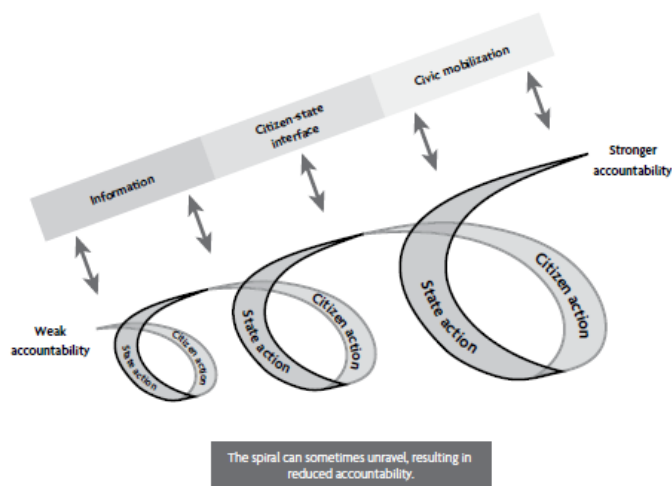 Civic mobilization
Citizen-state
interface
Information
Stronger
accountability
Weak
accountability
State action
Citizen action
State action
Citizen action
State action
Citizen action
The spiral can sometimes unravel, resulting in
reduced accountability.